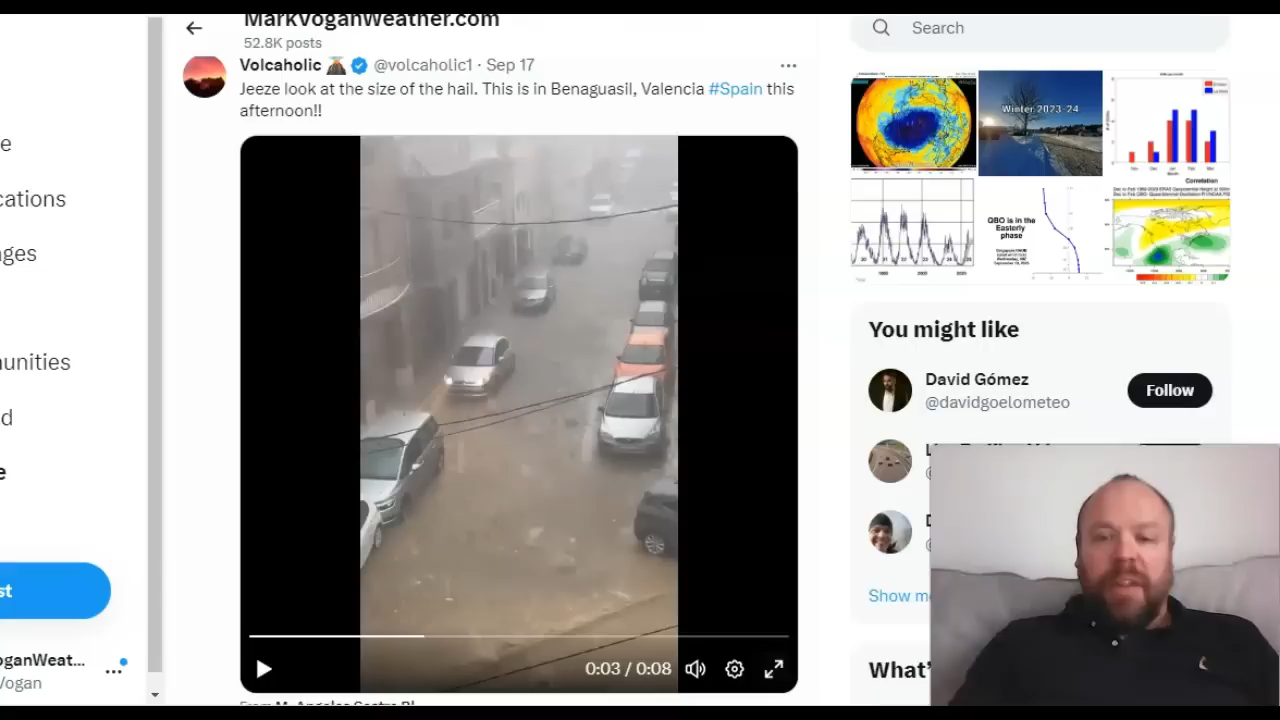 MarkVoganWeather.com
52.8K posts
Volcaholic @volcaholic1 · Sep 17
Jeeze look at the size of the hail. This is in Benaguasil, Valencia #Spain this
afternoon!!
0:03 / 0:08
e
cations
ges
unities
d
e
st
oganWeat...
Vogan
Search
Winter 2023-24
Correlation
QBO is in the
Easterly
phase
You might like
David Gómez
@davidgoelometeo
Follow
Show m
What'